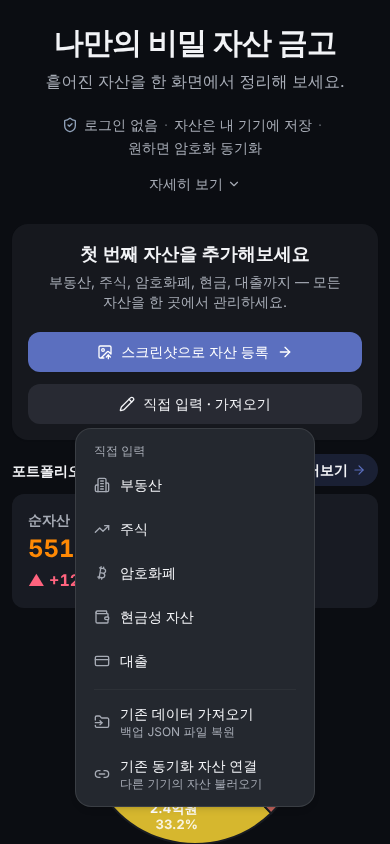 나만의 비밀 자산 금고
흩어진 자산을 한 화면에서 정리해 보세요.
로그인 없음 · 자산은 내 기기에 저장 ·
원하면 암호화 동기화
자세히 보기
첫 번째 자산을 추가해보세요
부동산, 주식, 암호화폐, 현금, 대출까지 — 모든
자산을 한 곳에서 관리하세요.
스크린샷으로 자산 등록 →
직접 입력 · 가져오기
직접 입력
부동산
주식
암호화폐
현금성 자산
대출
기존 데이터 가져오기
백업 JSON 파일 복원
기존 동기화 자산 연결
다른 기기의 자산 불러오기
포트폴리오
보기 →
순자산
551
▲ +12
2.4억원
33.2%